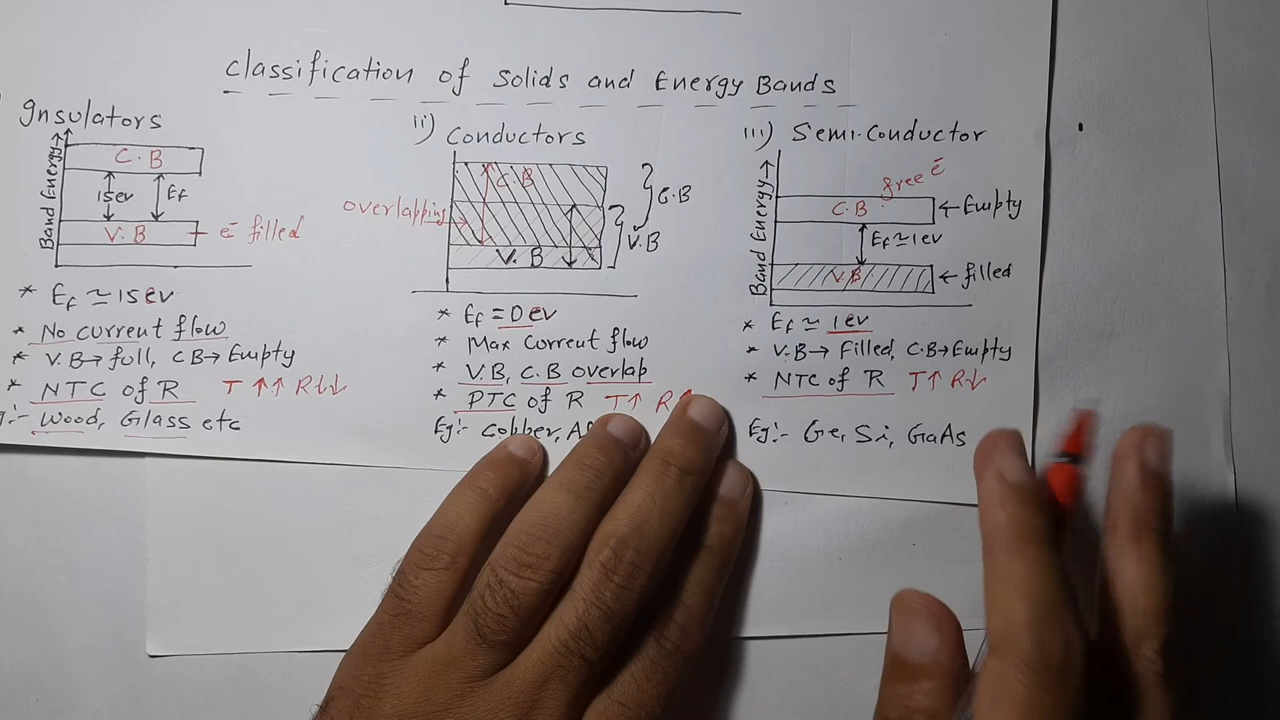 classification of Solids and Energy Bands
Insulators
C.B
15ev
Ef
V.B
e̅ filled
Band Energy→
* Ef ≃ 15ev
* No current flow
* V.B → full, CB → Empty
* NTC of R T↑↑ R↓↓
Wood, Glass etc
ii) Conductors
C.B
overlapping
V.B
C.B
V.B
* Ef = 0ev
* Max Current flow
* V.B, C.B overlap
* PTC of R T↑ R↑
Eg:- Copper,
iii) Semi-Conductor
free e̅
C.B
← Empty
Ef ≃ 1ev
V.B
← filled
Band Energy→
* Ef ≃ 1ev
* V.B → Filled, C.B → Empty
* NTC of R T↑ R↓
Eg:- Ge, Si, GaAs